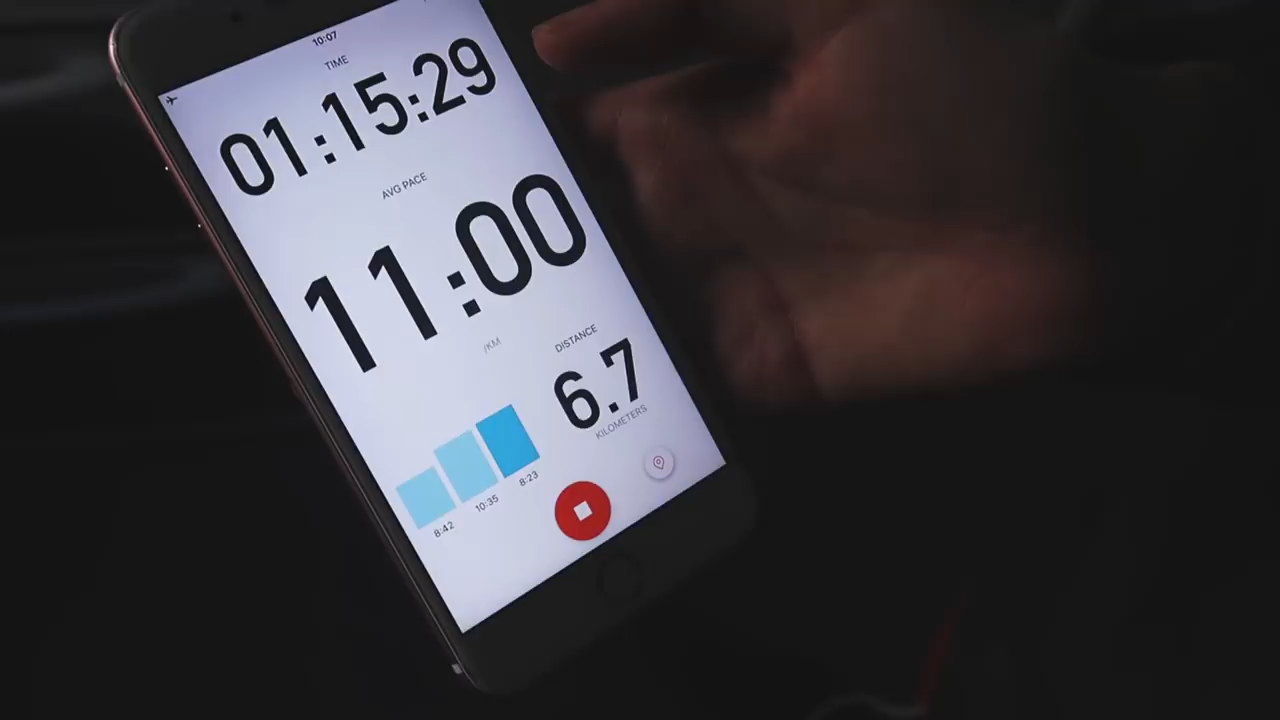 10:07
TIME
01:15:29
AVG PACE
11:00
/KM
DISTANCE
6.7
KILOMETERS
8:42
10:35
8:23